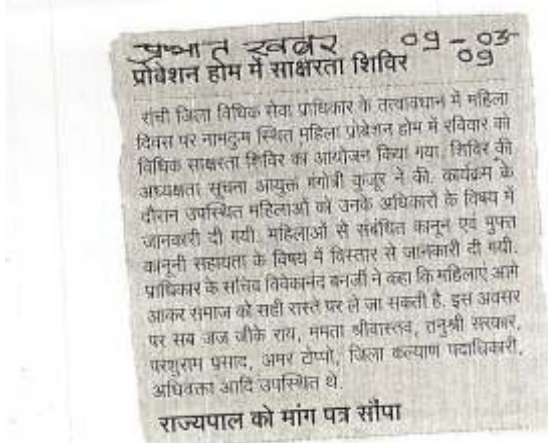 प्रभात खबर 09-03-09
प्रोबेशन होम में साक्षरता शिविर
रांची जिला विधिक सेवा प्राधिकार के तत्वावधान में महिला
दिवस पर नामकुम स्थित महिला प्रोबेशन होम में रविवार को
विधिक साक्षरता शिविर का आयोजन किया गया. शिविर की
अध्यक्षता सूचना आयुक्त गंगोत्री कुजूर ने की. कार्यक्रम के
दौरान उपस्थित महिलाओं को उनके अधिकारों के विषय में
जानकारी दी गयी. महिलाओं से संबंधित कानून एवं मुफ्त
कानूनी सहायता के विषय में विस्तार से जानकारी दी गयी.
प्राधिकार के सचिव विवेकानंद बनर्जी ने कहा कि महिलाएं आगे
आकर समाज को सही रास्ते पर ले जा सकती है. इस अवसर
पर सब जज जीके राय, ममता श्रीवास्तव, तनुश्री सरकार,
परशुराम प्रसाद, अमर टोप्पो, जिला कल्याण पदाधिकारी,
अधिवक्ता आदि उपस्थित थे.
राज्यपाल को मांग पत्र सौंपा